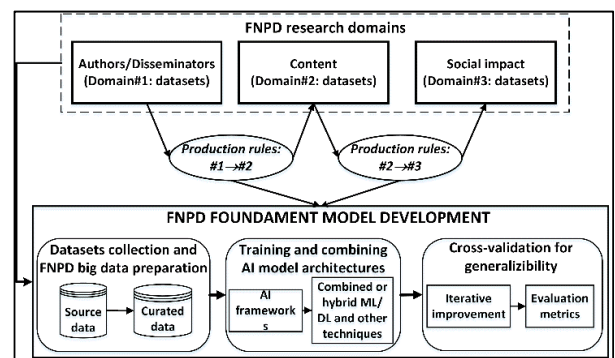 FNPD research domains
Authors/Disseminators
(Domain#1: datasets)
Content
(Domain#2: datasets)
Social impact
(Domain#3: datasets)
Production rules:
#1→#2
Production rules:
#2→#3
FNPD FOUNDAMENT MODEL DEVELOPMENT
Datasets collection and
FNPD big data preparation
Source
data
Curated
data
Training and combining
AI model architectures
AI
framework
s
Combined or
hybrid ML/
DL and other
techniques
Cross-validation for
generalizibility
Iterative
improvement
Evaluation
metrics